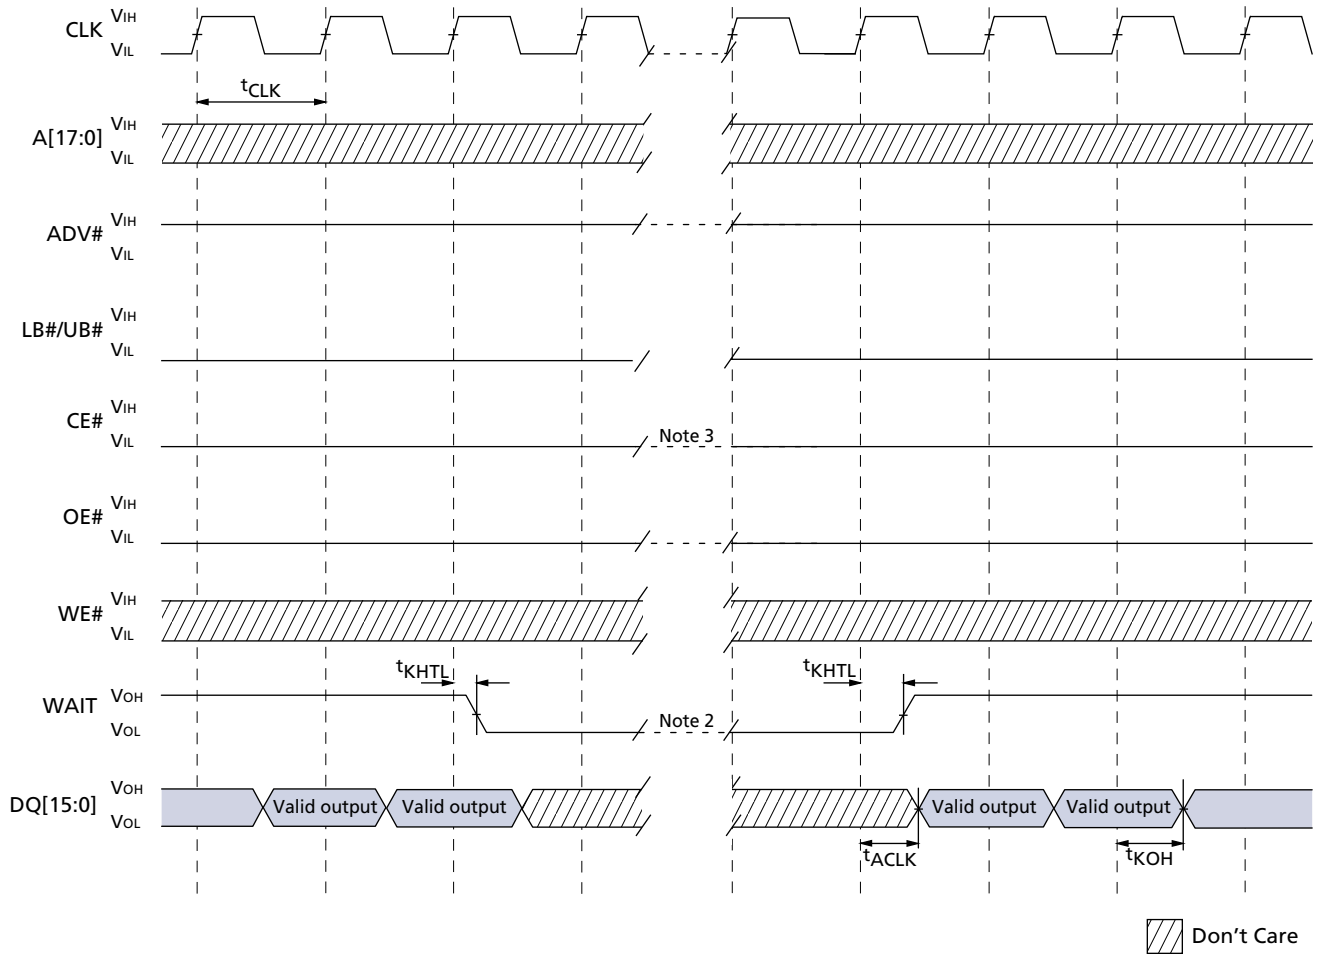 CLK VIH
VIL
tCLK
A[17:0] VIH
VIL
ADV# VIH
VIL
LB#/UB# VIH
VIL
CE# VIH
VIL
Note 3
OE# VIH
VIL
WE# VIH
VIL
tKHTL tKHTL
WAIT VOH
VOL
Note 2
DQ[15:0] VOH
VOL
Valid output Valid output Valid output Valid output
tACLK tKOH
Don't Care